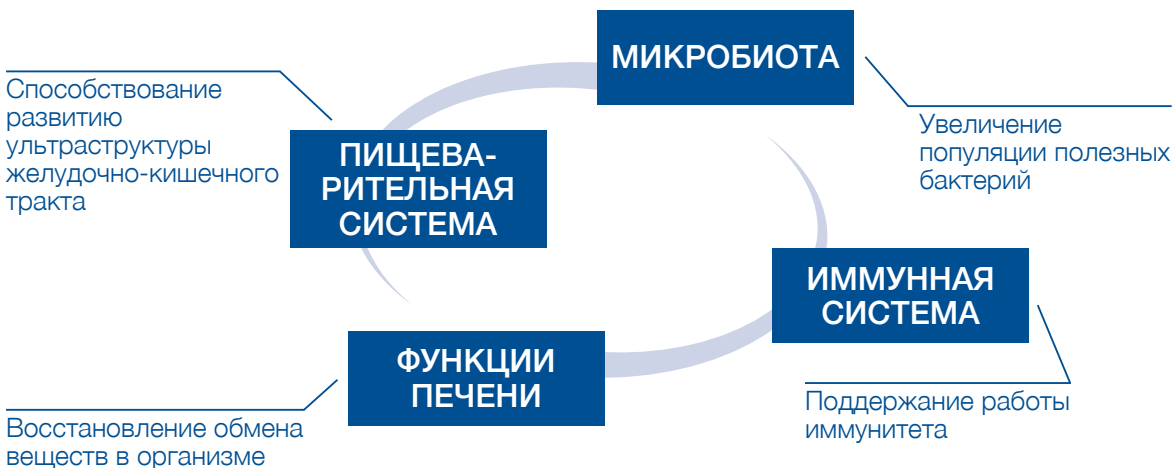 МИКРОБИОТА
Увеличение
популяции полезных
бактерий
Способствование
развитию
ультраструктуры
желудочно-кишечного
тракта
ПИЩЕВА-
РИТЕЛЬНАЯ
СИСТЕМА
ИММУННАЯ
СИСТЕМА
Поддержание работы
иммунитета
ФУНКЦИИ
ПЕЧЕНИ
Восстановление обмена
веществ в организме